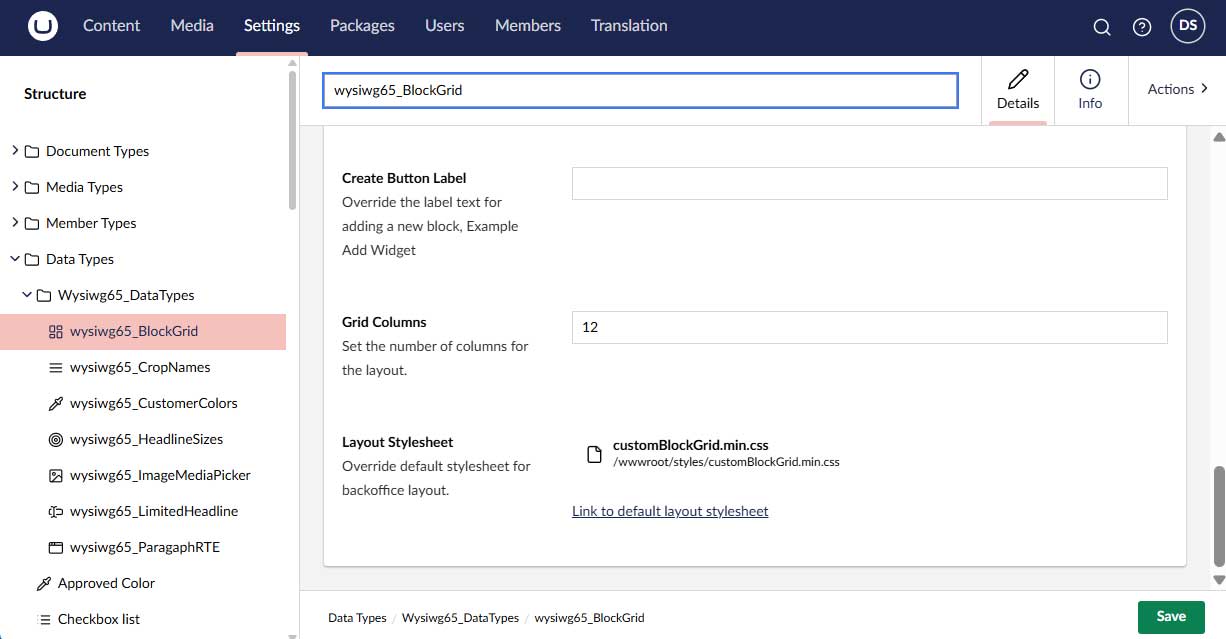 Content
Media
Settings
Packages
Users
Members
Translation
DS
Structure
Document Types
Media Types
Member Types
Data Types
Wysiwg65_DataTypes
wysiwg65_BlockGrid
wysiwg65_CropNames
wysiwg65_CustomerColors
wysiwg65_HeadlineSizes
wysiwg65_ImageMediaPicker
wysiwg65_LimitedHeadline
wysiwg65_ParagaphRTE
Approved Color
Checkbox list
wysiwg65_BlockGrid
Details
Info
Actions
Create Button Label
Override the label text for
adding a new block, Example
Add Widget
Grid Columns
Set the number of columns for
the layout.
12
Layout Stylesheet
Override default stylesheet for
backoffice layout.
customBlockGrid.min.css
/wwwroot/styles/customBlockGrid.min.css
Link to default layout stylesheet
Data Types / Wysiwg65_DataTypes / wysiwg65_BlockGrid
Save